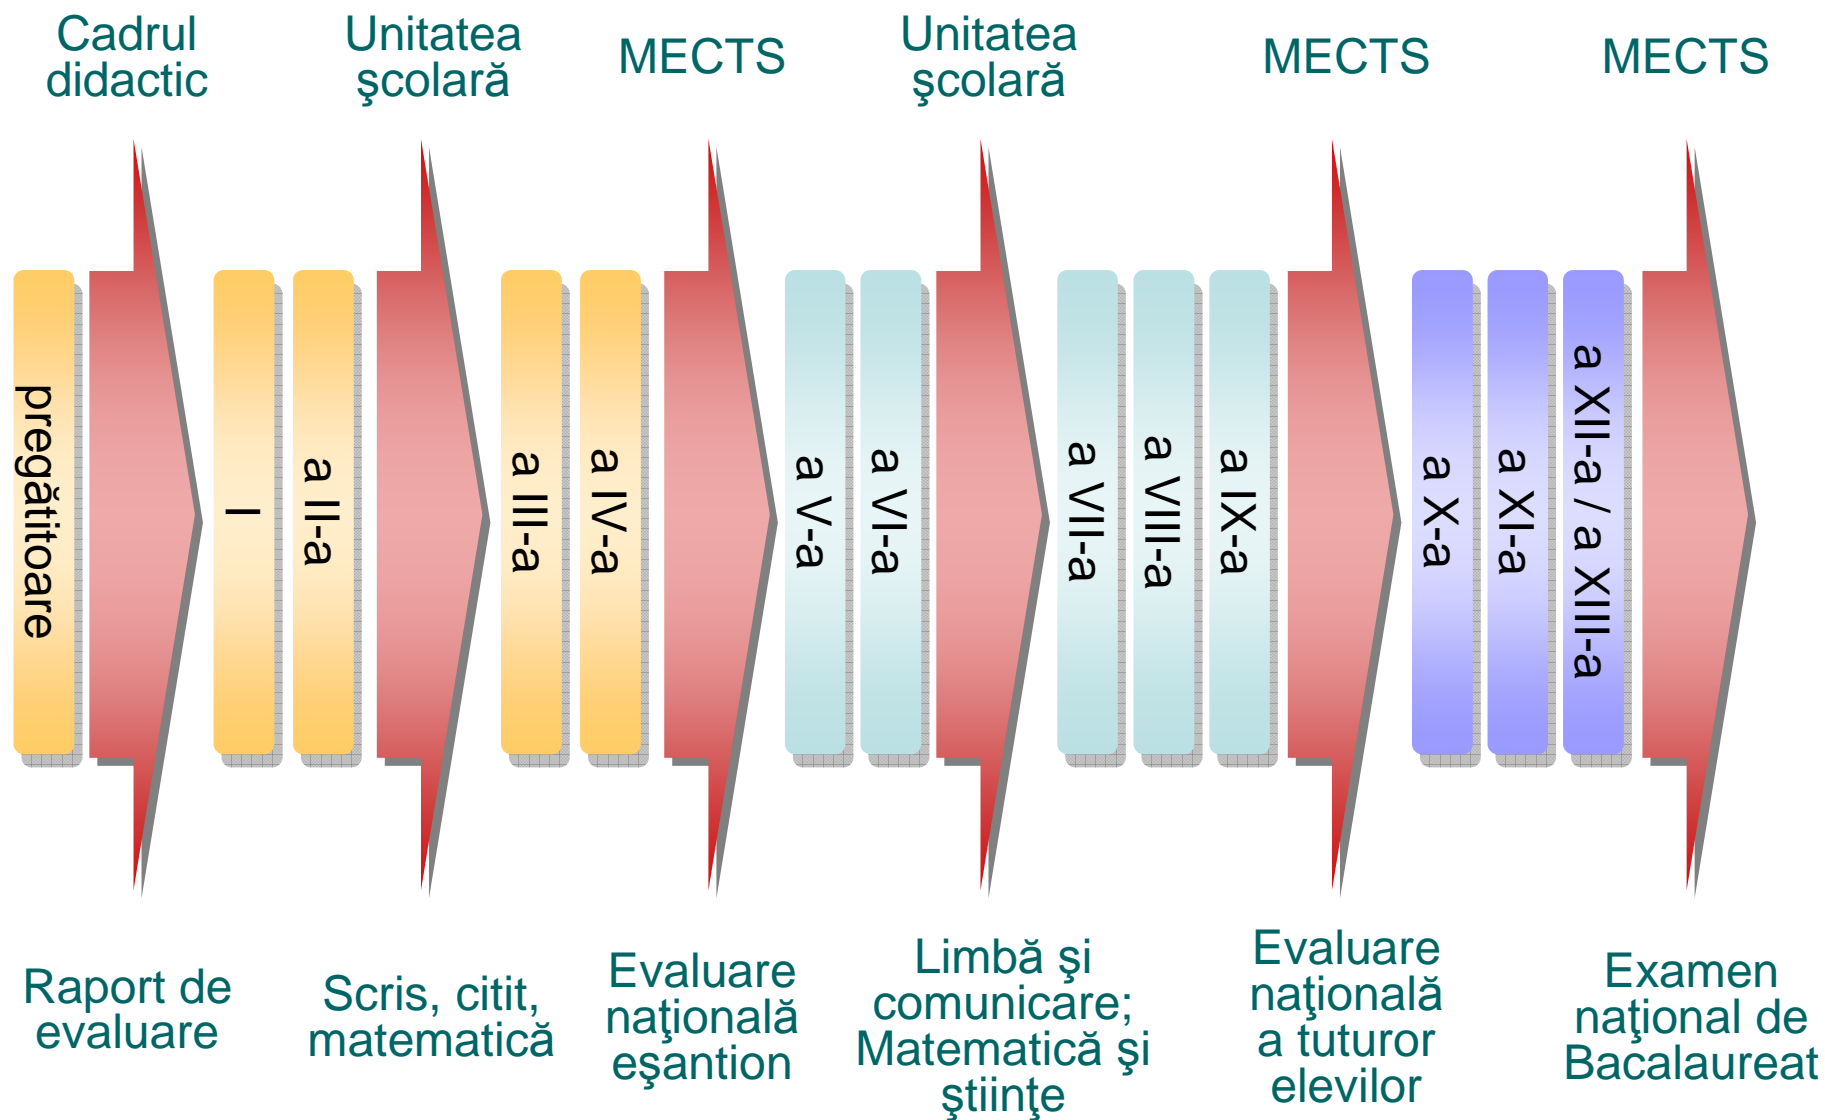 Cadrul
didactic
Unitatea
şcolară
MECTS
Unitatea
şcolară
MECTS
MECTS
pregătitoare
I
a II-a
a III-a
a IV-a
a V-a
a VI-a
a VII-a
a VIII-a
a IX-a
a X-a
a XI-a
a XII-a / a XIII-a
Raport de
evaluare
Scris, citit,
matematică
Evaluare
naţională
eşantion
Limbă şi
comunicare;
Matematică şi
ştiinţe
Evaluare
naţională
a tuturor
elevilor
Examen
naţional de
Bacalaureat